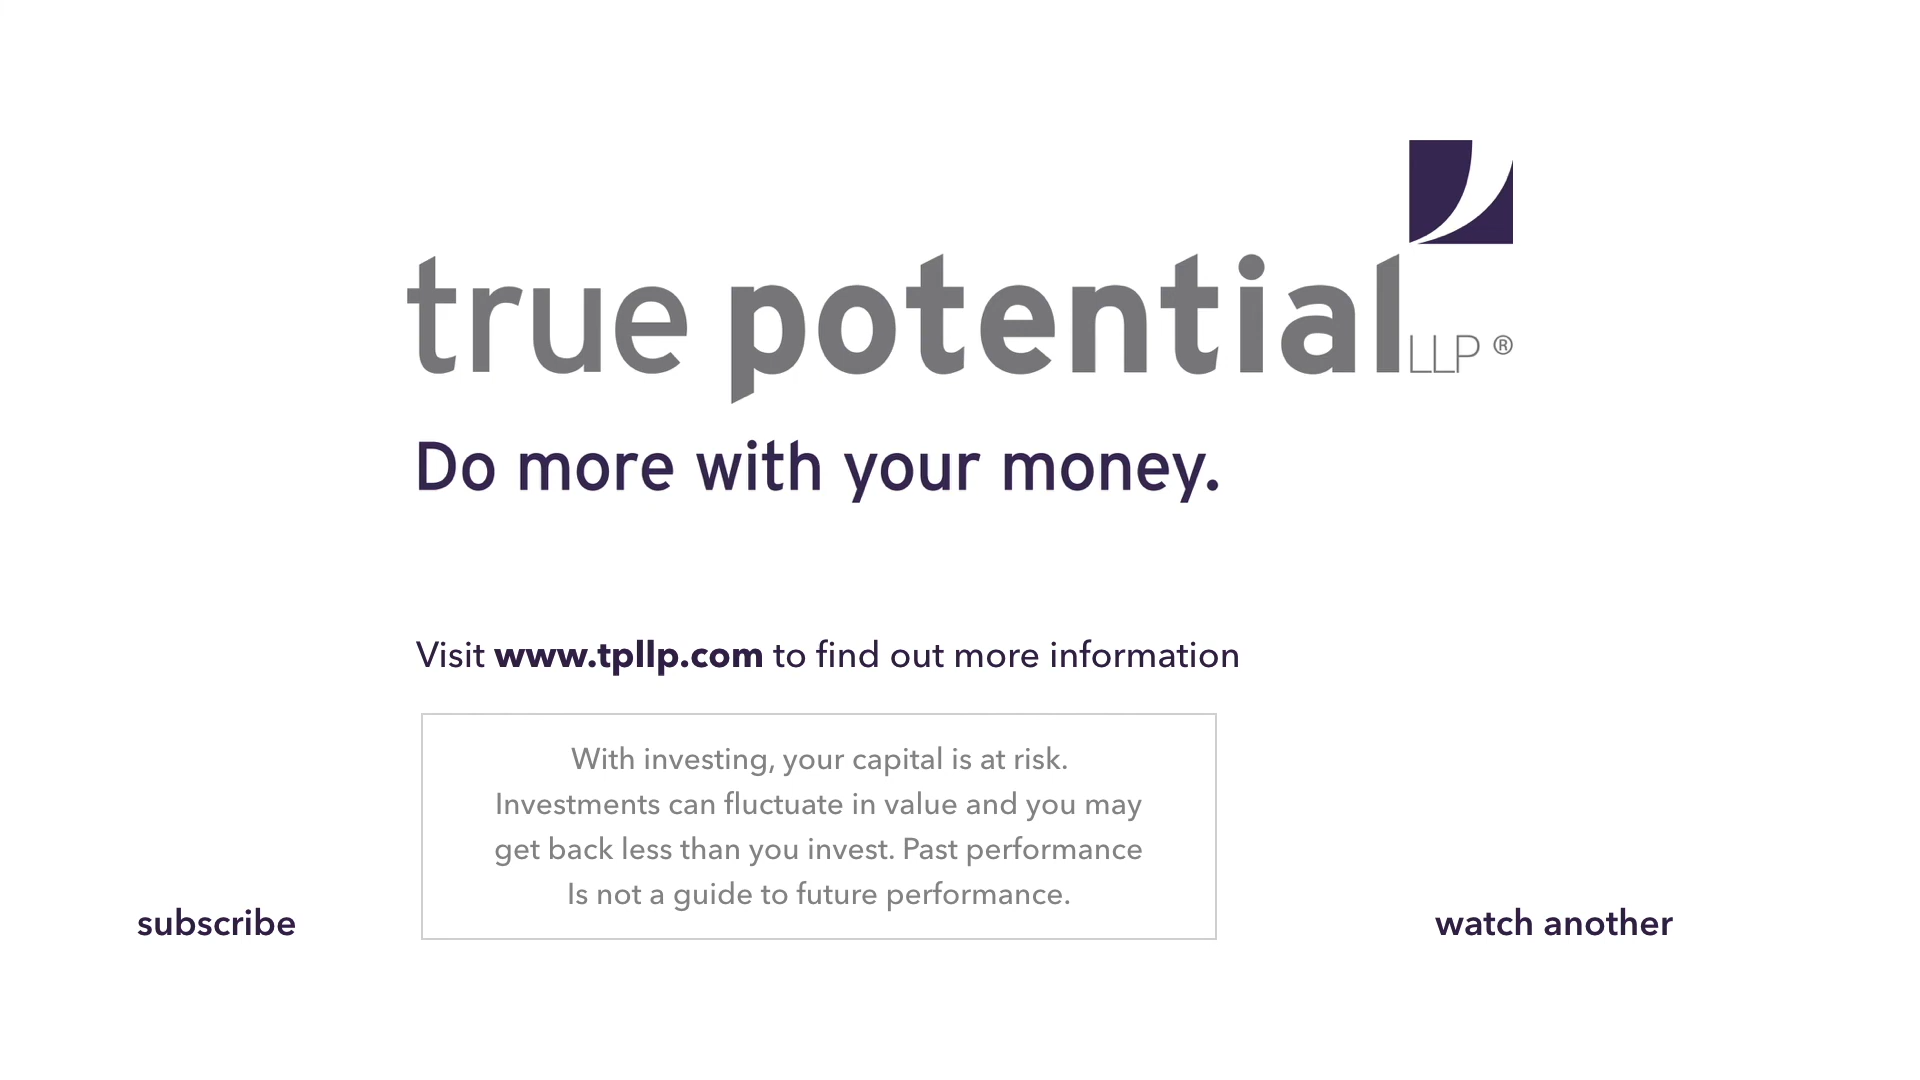 true potential LLP ®
Do more with your money.
Visit www.tpllp.com to find out more information
With investing, your capital is at risk.
Investments can fluctuate in value and you may
get back less than you invest. Past performance
Is not a guide to future performance.
subscribe
watch another